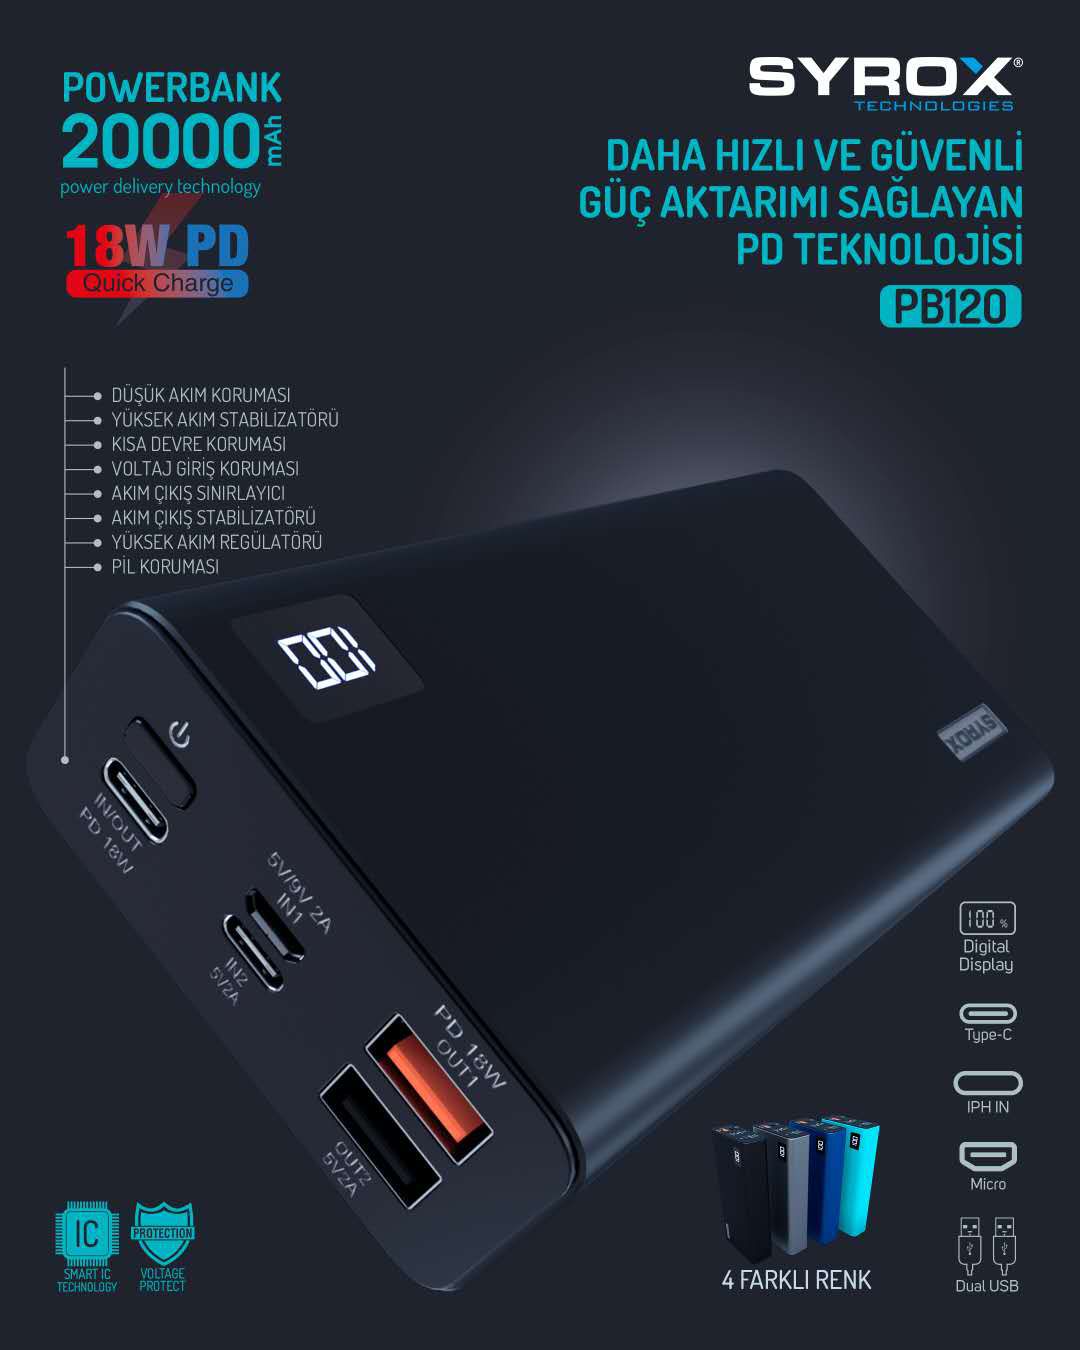 POWERBANK
20000 mAh
power delivery technology
18W PD
Quick Charge
SYROX®
TECHNOLOGIES
DAHA HIZLI VE GÜVENLİ
GÜÇ AKTARIMI SAĞLAYAN
PD TEKNOLOJİSİ
PB120
DÜŞÜK AKIM KORUMASI
YÜKSEK AKIM STABİLİZATÖRÜ
KISA DEVRE KORUMASI
VOLTAJ GİRİŞ KORUMASI
AKIM ÇIKIŞ SINIRLAYICI
AKIM ÇIKIŞ STABİLİZATÖRÜ
YÜKSEK AKIM REGÜLATÖRÜ
PİL KORUMASI
100
SYROX
IN/OUT
PD 18W
5V/9V 2A
IN1
IN2
5V2A
PD 18W
OUT1
OUT2
5V2A
100 %
Digital
Display
Type-C
IPH IN
Micro
Dual USB
4 FARKLI RENK
IC
SMART IC
TECHNOLOGY
PROTECTION
VOLTAGE
PROTECT